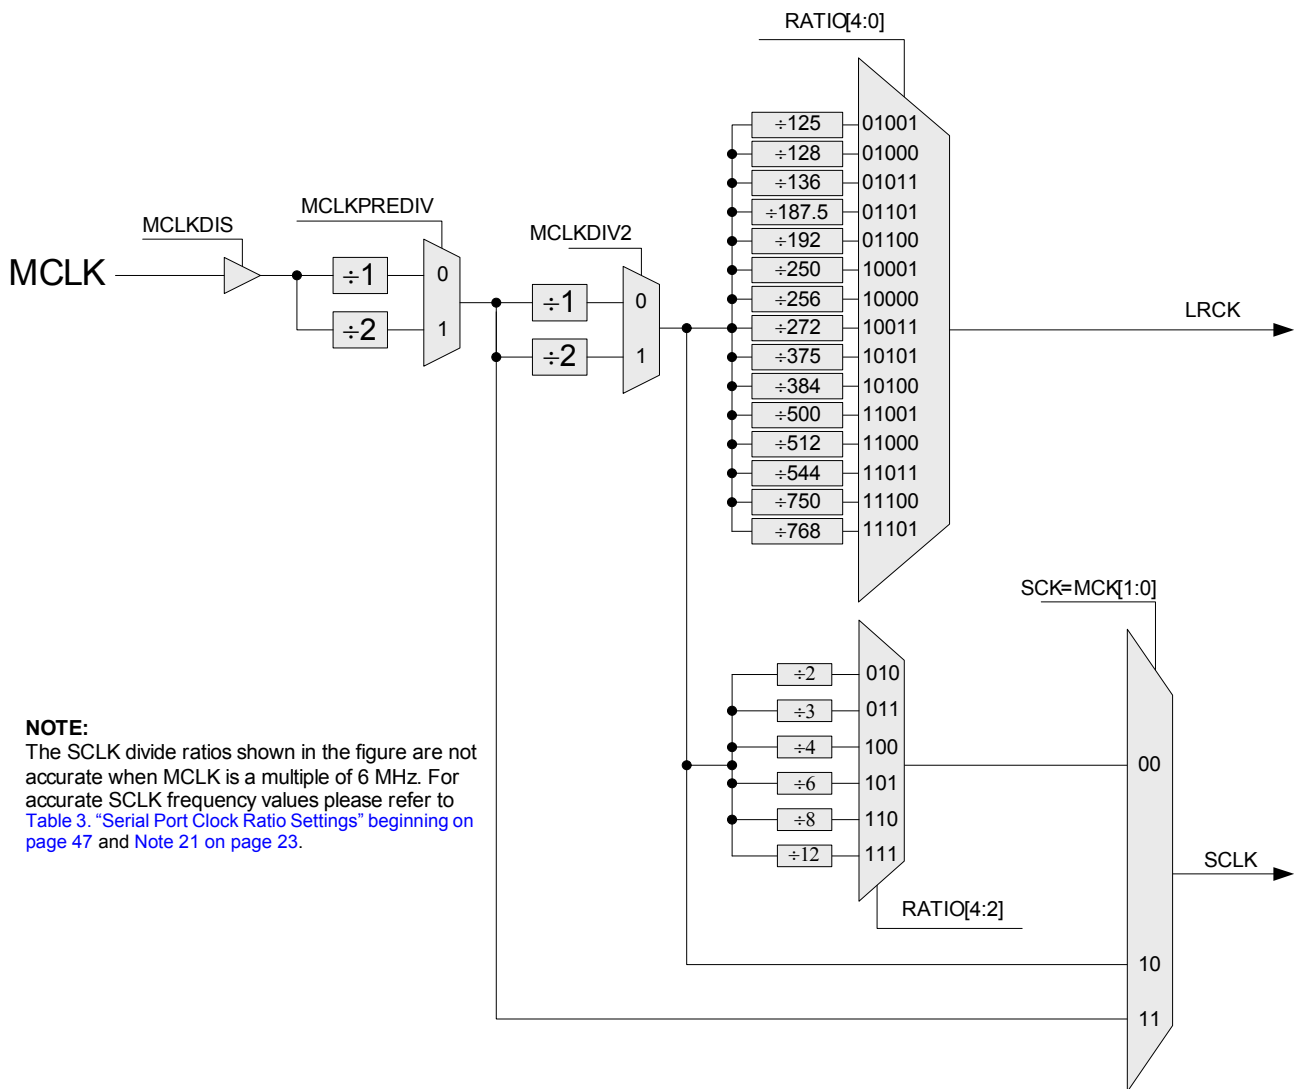 RATIO[4:0]
÷125 01001
÷128 01000
÷136 01011
÷187.5 01101
÷192 01100
÷250 10001
÷256 10000
÷272 10011
÷375 10101
÷384 10100
÷500 11001
÷512 11000
÷544 11011
÷750 11100
÷768 11101
LRCK
MCLKDIS
MCLKPREDIV
MCLKDIV2
MCLK
÷1 0
÷2 1
÷1 0
÷2 1
SCK=MCK[1:0]
÷2 010
÷3 011
÷4 100
÷6 101
÷8 110
÷12 111
RATIO[4:2]
00
10
11
SCLK
NOTE:
The SCLK divide ratios shown in the figure are not
accurate when MCLK is a multiple of 6 MHz. For
accurate SCLK frequency values please refer to
Table 3. “Serial Port Clock Ratio Settings” beginning on
page 47 and Note 21 on page 23.